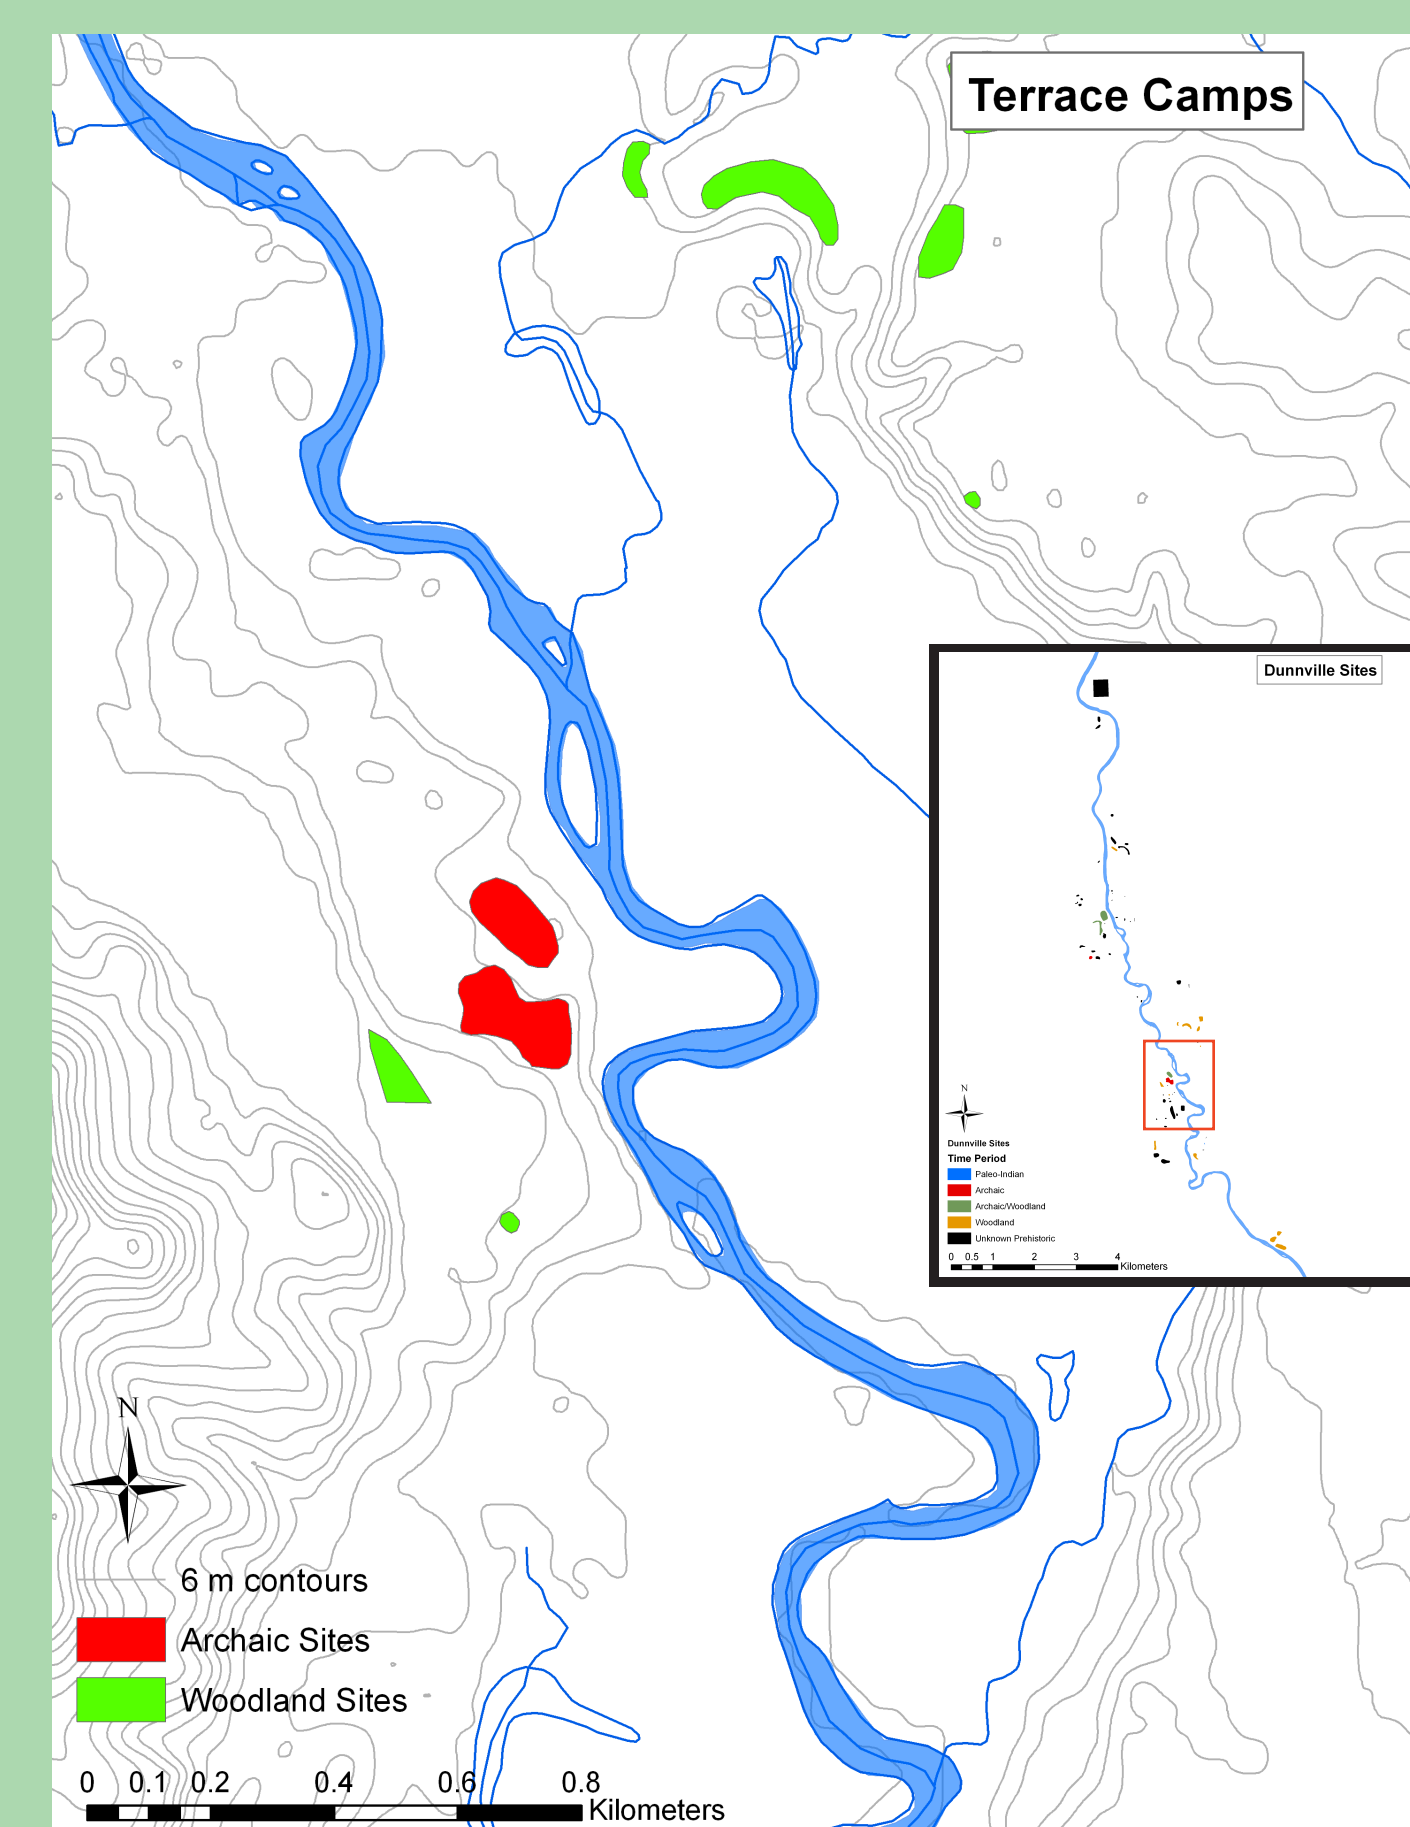 Terrace Camps
Dunnville Sites
N
Dunnville Sites
Time Period
Paleo-Indian
Archaic
Archaic/Woodland
Woodland
Unknown Prehistoric
0 0.5 1 2 3 4
Kilometers
N
6 m contours
Archaic Sites
Woodland Sites
0 0.1 0.2 0.4 0.6 0.8
Kilometers